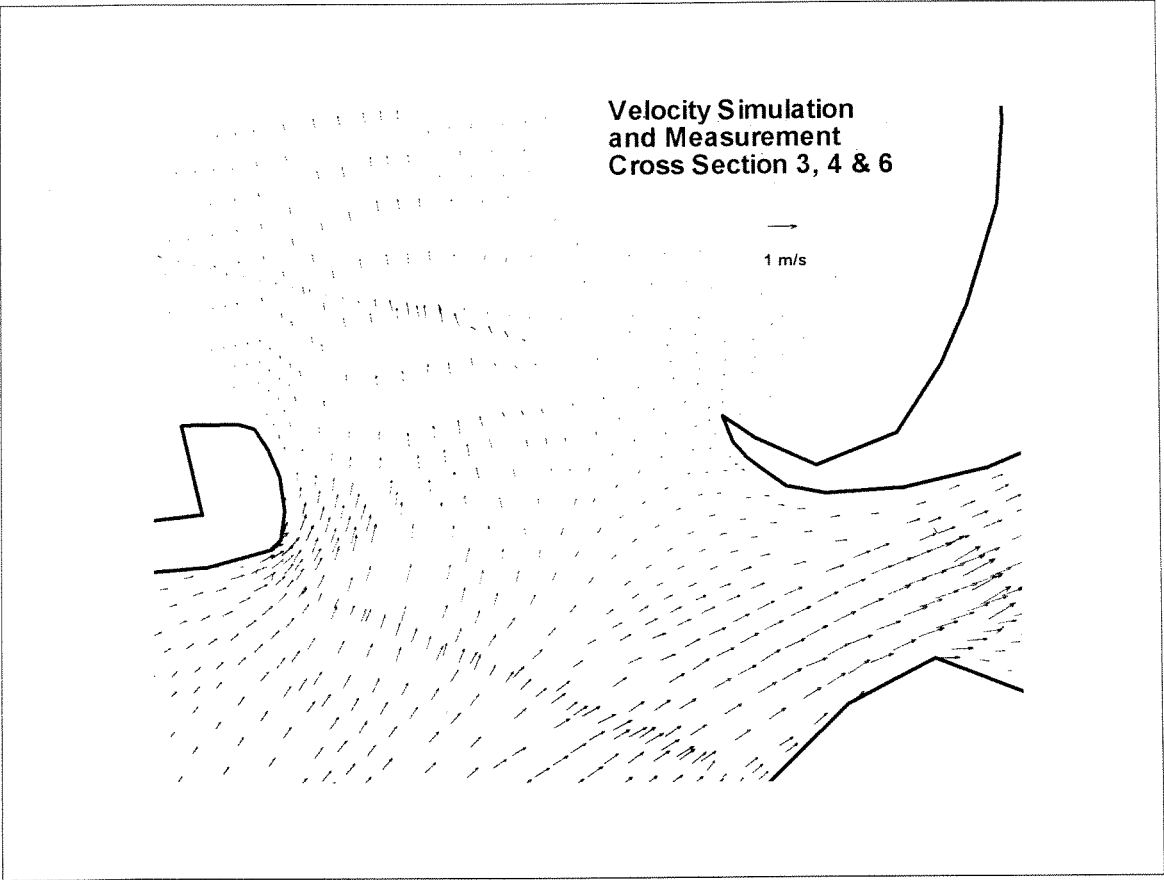 Velocity Simulation
and Measurement
Cross Section 3, 4 & 6
1 m/s